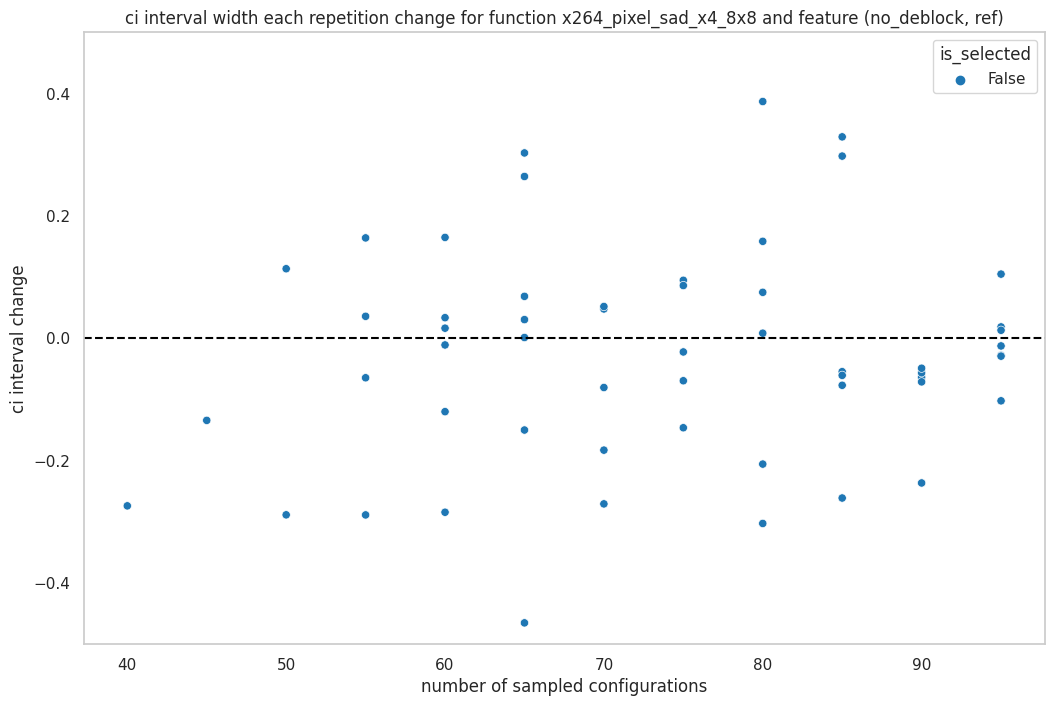 ci interval width each repetition change for function x264_pixel_sad_x4_8x8 and feature (no_deblock, ref)
is_selected
False
0.4
0.2
0.0
−0.2
−0.4
ci interval change
40
50
60
70
80
90
number of sampled configurations